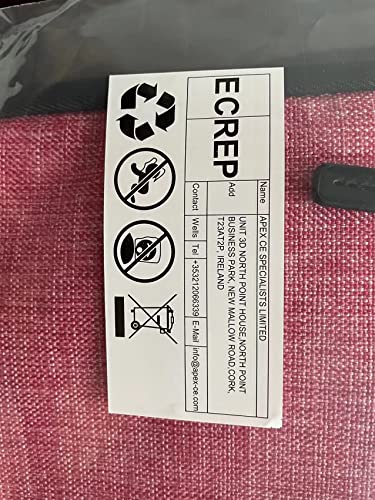 ECREP
Name APEX CE SPECIALISTS LIMITED
Add UNIT 3D NORTH POINT HOUSE,NORTH POINT
BUSINESS PARK, NEW MALLOW ROAD,CORK,
T23AT2P, IRELAND
Contact Wells Tel +353212066339 E-Mail info@apex-ce.com